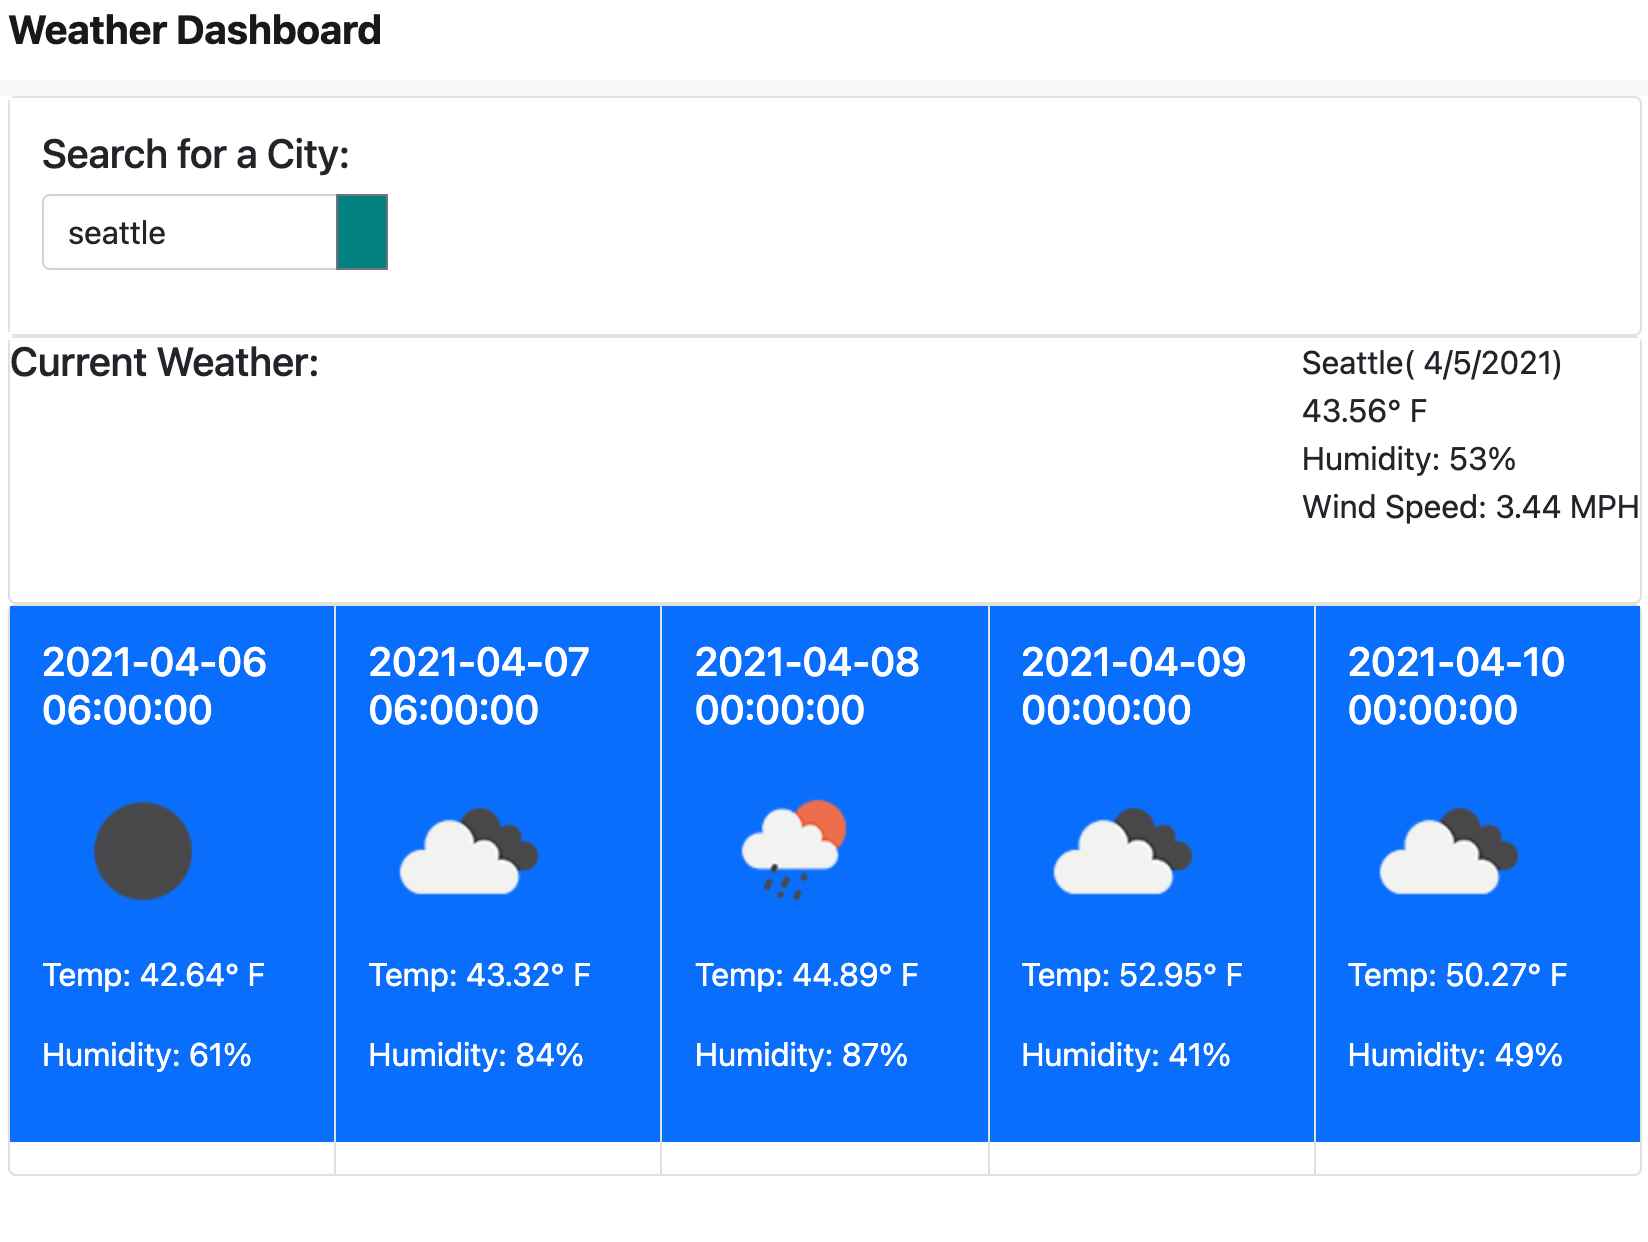 Weather Dashboard
Search for a City:
seattle
Current Weather:
Seattle( 4/5/2021)
43.56° F
Humidity: 53%
Wind Speed: 3.44 MPH
2021-04-06
06:00:00
Temp: 42.64° F
Humidity: 61%
2021-04-07
06:00:00
Temp: 43.32° F
Humidity: 84%
2021-04-08
00:00:00
Temp: 44.89° F
Humidity: 87%
2021-04-09
00:00:00
Temp: 52.95° F
Humidity: 41%
2021-04-10
00:00:00
Temp: 50.27° F
Humidity: 49%